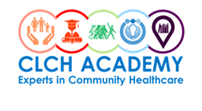 CLCH ACADEMY
Experts in Community Healthcare